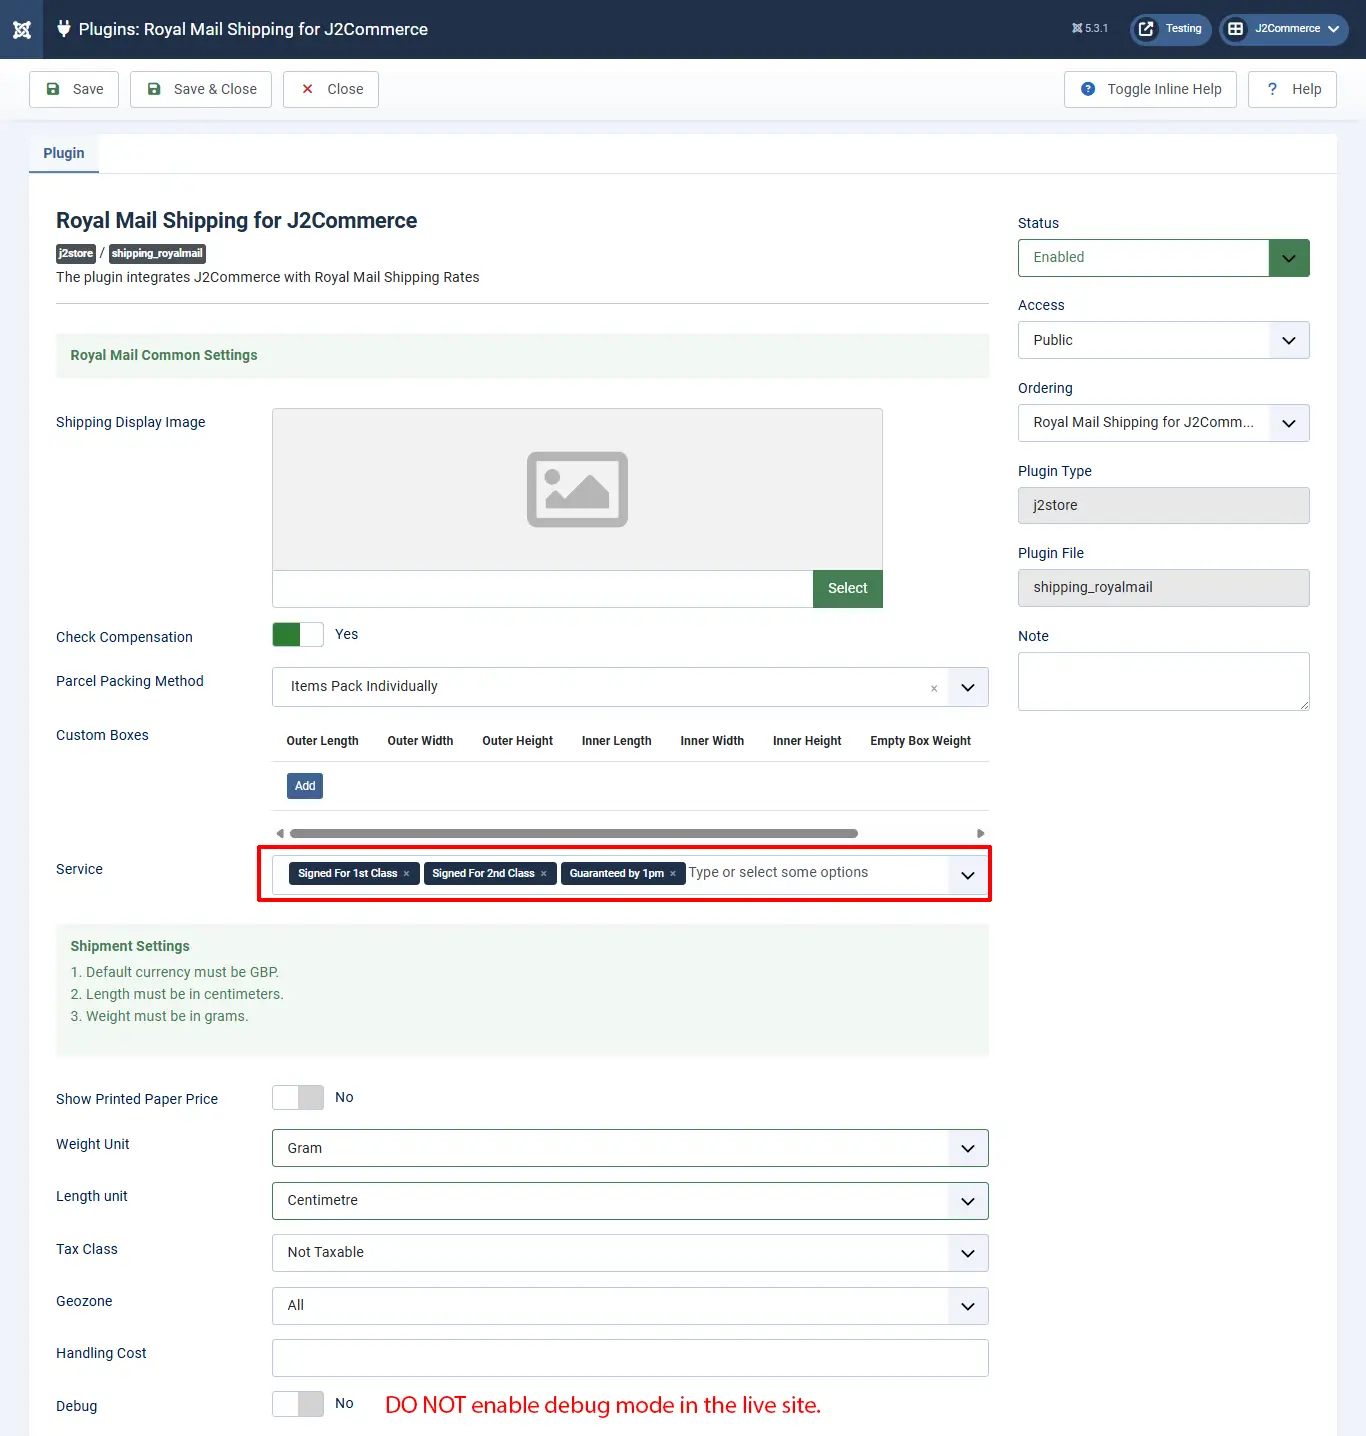 Plugins: Royal Mail Shipping for J2Commerce
5.3.1
Testing
J2Commerce
Save
Save & Close
Close
Toggle Inline Help
? Help
Plugin
Royal Mail Shipping for J2Commerce
j2store / shipping_royalmail
The plugin integrates J2Commerce with Royal Mail Shipping Rates
Royal Mail Common Settings
Shipping Display Image
Select
Check Compensation
Yes
Parcel Packing Method
Items Pack Individually
×
Custom Boxes
Outer Length Outer Width Outer Height Inner Length Inner Width Inner Height Empty Box Weight
Add
Service
Signed For 1st Class × Signed For 2nd Class × Guaranteed by 1pm × Type or select some options
Shipment Settings
1. Default currency must be GBP.
2. Length must be in centimeters.
3. Weight must be in grams.
Show Printed Paper Price
No
Weight Unit
Gram
Length unit
Centimetre
Tax Class
Not Taxable
Geozone
All
Handling Cost
Debug
No
DO NOT enable debug mode in the live site.
Status
Enabled
Access
Public
Ordering
Royal Mail Shipping for J2Comm...
Plugin Type
j2store
Plugin File
shipping_royalmail
Note